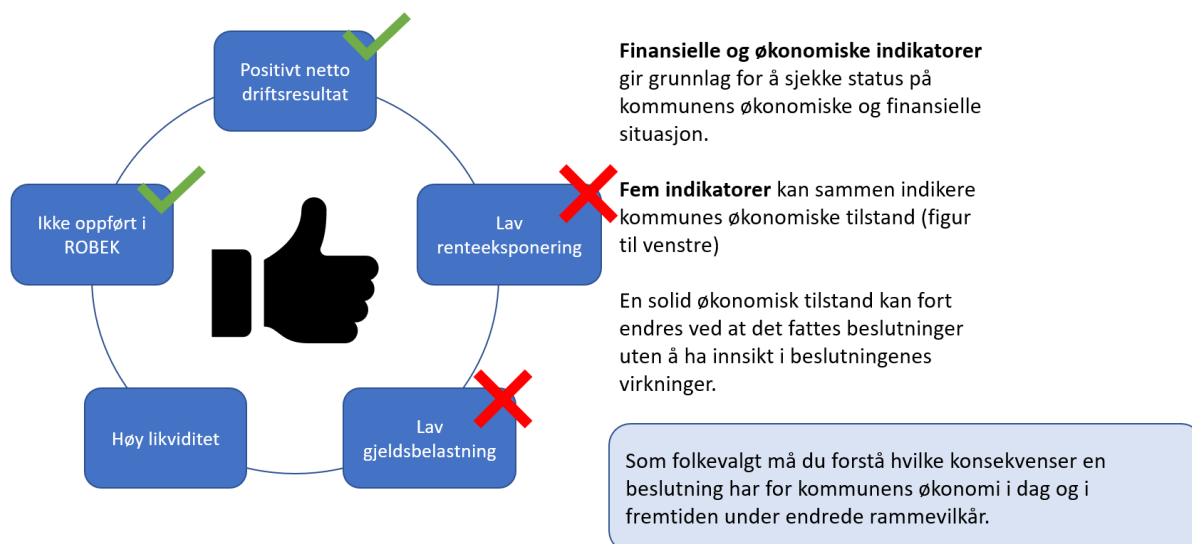 Positivt netto
driftsresultat
Ikke oppført i
ROBEK
Lav
renteeksponering
Høy likviditet
Lav
gjeldsbelastning
Finansielle og økonomiske indikatorer
gir grunnlag for å sjekke status på
kommunens økonomiske og finansielle
situasjon.
Fem indikatorer kan sammen indikere
kommunes økonomiske tilstand (figur
til venstre)
En solid økonomisk tilstand kan fort
endres ved at det fattes beslutninger
uten å ha innsikt i beslutningenes
virkninger.
Som folkevalgt må du forstå hvilke konsekvenser en
beslutning har for kommunens økonomi i dag og i
fremtiden under endrede rammevilkår.